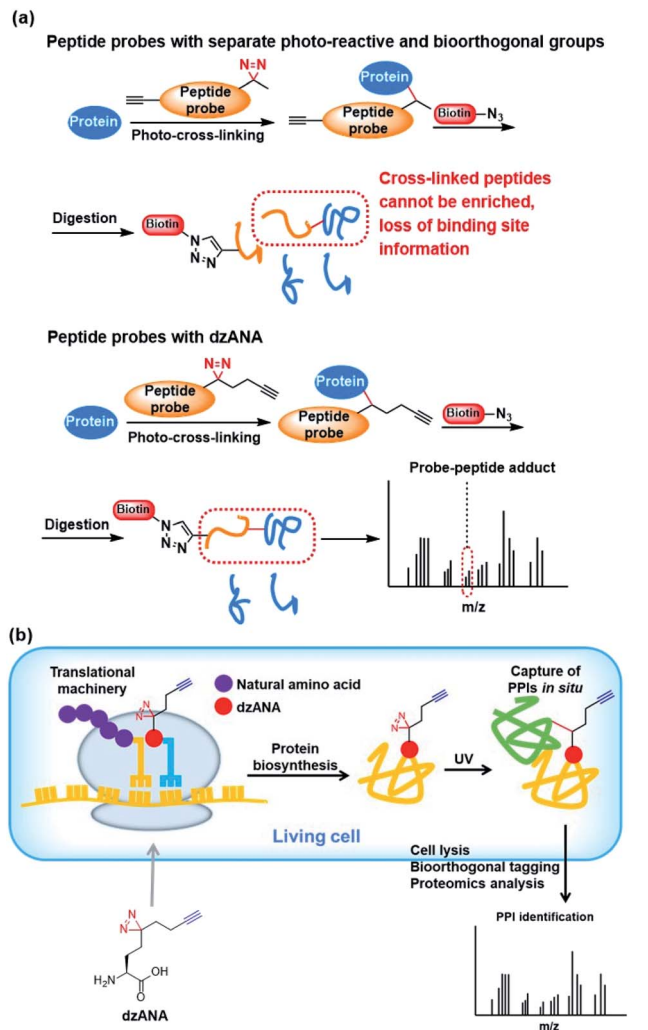 (a)
Peptide probes with separate photo-reactive and bioorthogonal groups
N=N
Protein
Peptide
probe
Photo-cross-linking
Protein
Peptide
probe
Biotin
N3
Digestion
Biotin
N
N
N
Cross-linked peptides
cannot be enriched,
loss of binding site
information
Peptide probes with dzANA
N=N
Protein
Peptide
probe
Photo-cross-linking
Protein
Peptide
probe
Biotin
N3
Digestion
Biotin
N
N
N
Probe-peptide adduct
m/z
(b)
Translational
machinery
N
N
Natural amino acid
dzANA
Protein
biosynthesis
N
N
UV
Capture of
PPIs in situ
Living cell
Cell lysis
Bioorthogonal tagging
Proteomics analysis
N
N
H2N
OH
O
dzANA
PPI identification
m/z